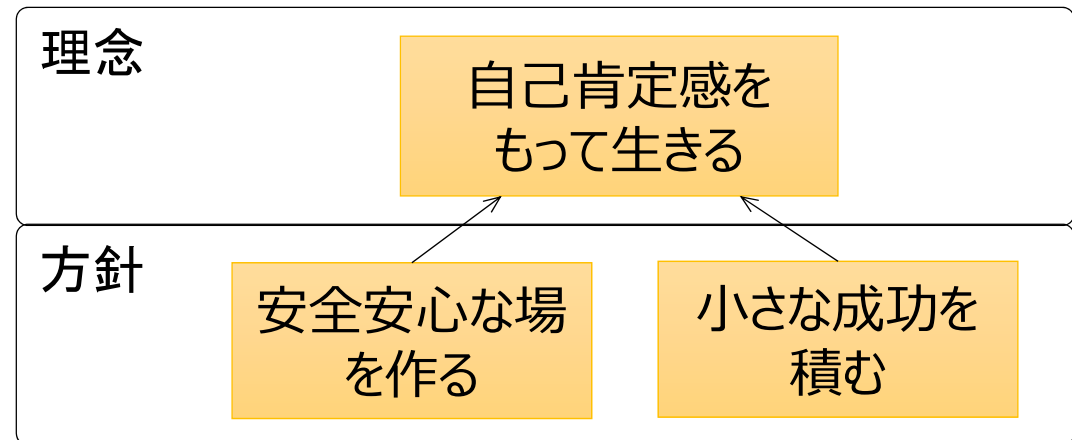 理念
自己肯定感を
もって生きる
方針
安全安心な場
を作る
小さな成功を
積む